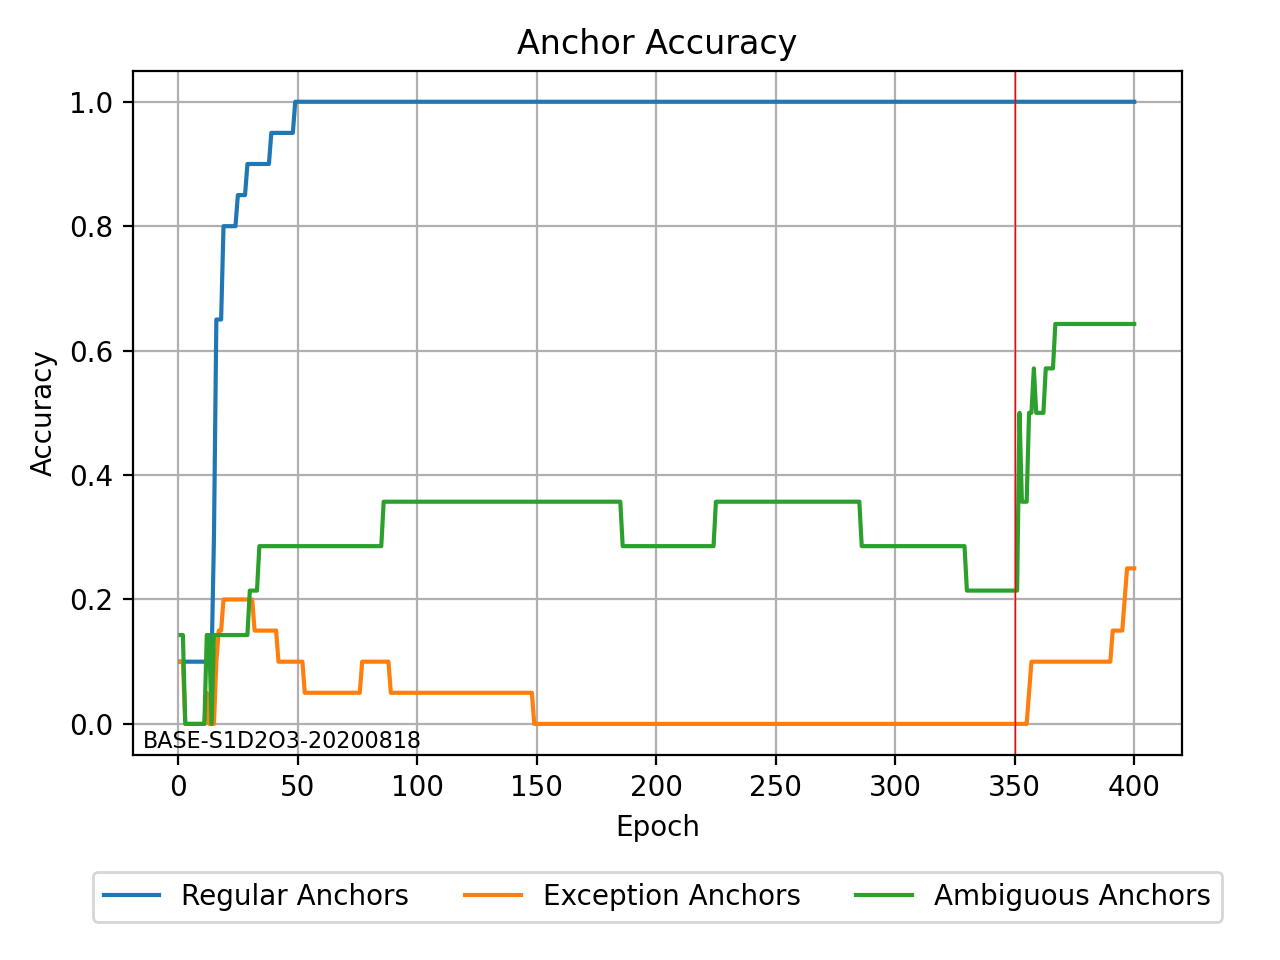 Anchor Accuracy
1.0
0.8
0.6
0.4
0.2
0.0
Accuracy
BASE-S1D2O3-20200818
0 50 100 150 200 250 300 350 400
Epoch
Regular Anchors Exception Anchors Ambiguous Anchors